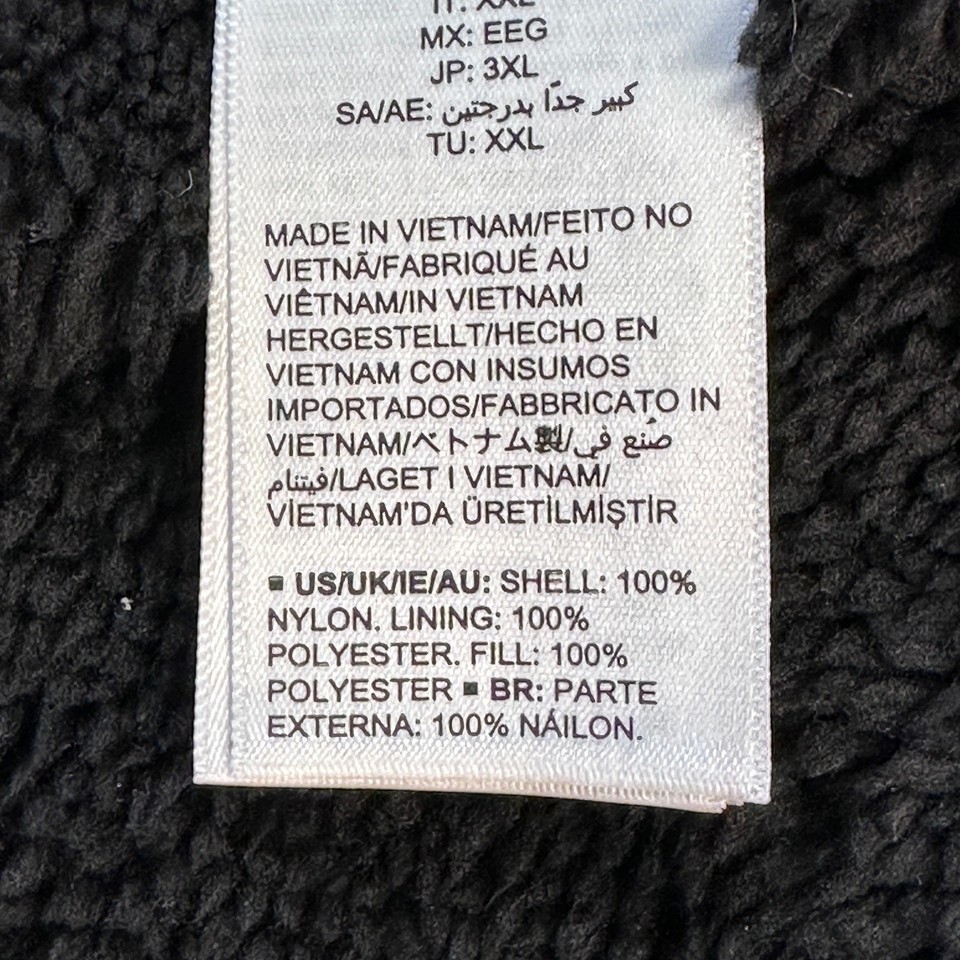 IT: XXL
MX: EEG
JP: 3XL
SA/AE: كبير جدًا بدرجتين
TU: XXL
MADE IN VIETNAM/FEITO NO
VIETNÃ/FABRIQUÉ AU
VIÊTNAM/IN VIETNAM
HERGESTELLT/HECHO EN
VIETNAM CON INSUMOS
IMPORTADOS/FABBRICATO IN
VIETNAM/ベトナム製/صُنع في
فيتنام/LAGET I VIETNAM/
VİETNAM'DA ÜRETİLMİŞTİR
▪ US/UK/IE/AU: SHELL: 100%
NYLON. LINING: 100%
POLYESTER. FILL: 100%
POLYESTER ▪ BR: PARTE
EXTERNA: 100% NÁILON.